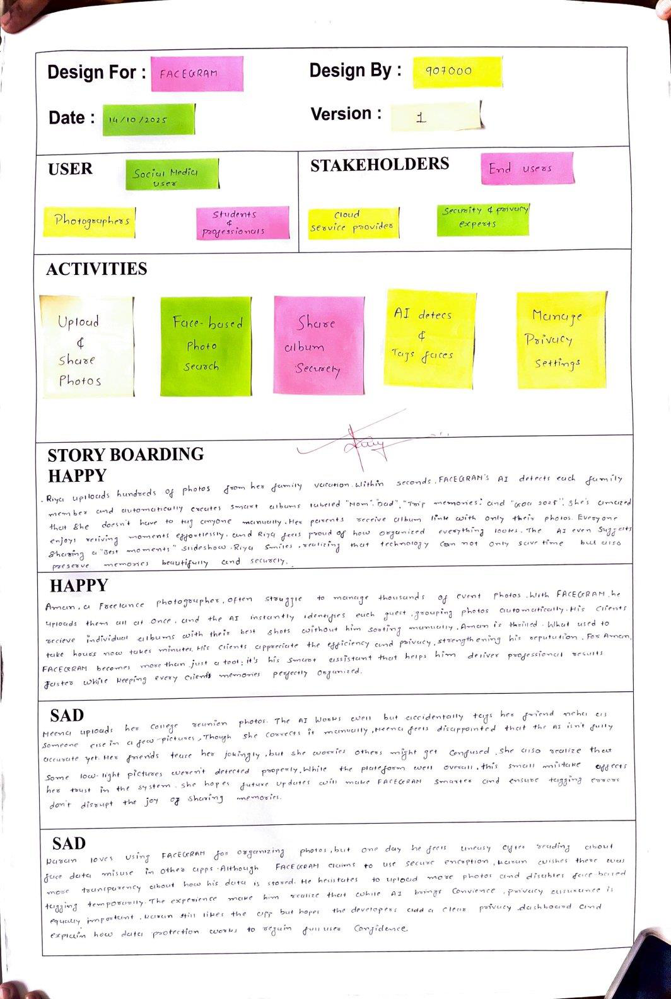 Design For : FACEGRAM
Design By : 907000
Date : 14/10/2025
Version : 1
USER
Social Media
user
Photographers
Students
&
professionals
STAKEHOLDERS
End users
cloud
service provider
Security & privacy
experts
ACTIVITIES
Upload
&
Share
Photos
Face-based
Photo
Search
Share
album
Securely
AI detecs
&
Tags faces
Manage
Privacy
Settings
STORY BOARDING
HAPPY
Riya uploads hundreds of photos from her family vacation. Within seconds, FACEGRAM's AI detects each family
member and automatically creates smart albums labeled "Mom", "Dad", "Trip memories" and "Goa 2025". She's amazed
that she doesn't have to tag anyone manually. Her parents receive album link with only their photos. Everyone
enjoys reliving moments effortlessly, and Riya feels proud of how organized everything looks. The AI even suggests
sharing a "Best moments" slideshow. Riya smiles, realizing that technology can not only save time but also
preserve memories beautifully and securely.
HAPPY
Aman, a Freelance photographer, often struggle to manage thousands of event photos. With FACEGRAM, he
uploads them all at once, and the AI instantly identifies each guest, grouping photos automatically. His clients
recieve individual albums with their best shots without him sorting manually. Aman is thrilled. What used to
take hours now takes minutes. His clients appreciate the efficiency and privacy, strengthening his reputation. For Aman,
FACEGRAM becomes more than just a tool; it's his smart assistant that helps him deliver professional results
faster while keeping every client's memories perfectly organized.
SAD
Meena uploads her college reunion photos. The AI works well but accidentally tags her friend neha as
someone else in a few pictures. Though she corrects it manually, Meena feels disappointed that the AI isn't fully
accurate yet. Her friends tease her jokingly, but she worries others might get confused. She also realize that
some low-light pictures weren't detected properly. While the plateform well overall, this small mistake affects
her trust in the system. She hopes future updates will make FACEGRAM smarter and ensure tagging errors
don't disrupt the joy of sharing memories.
SAD
Karan loves using FACEGRAM for organizing photos, but one day he feels uneasy after reading about
face data misuse in other apps. Although FACEGRAM claims to use secure encription, Karan wishes there was
more transparency about how his data is stored. He hesistates to upload more photos and disables face-based
tagging temporally. The experience make him realize that while AI brings Convience, privacy assurance is
equally important. Karan still likes the app but hopes the developers add a clear privacy dashboard and
explain how data protection works to regain full user confidence.